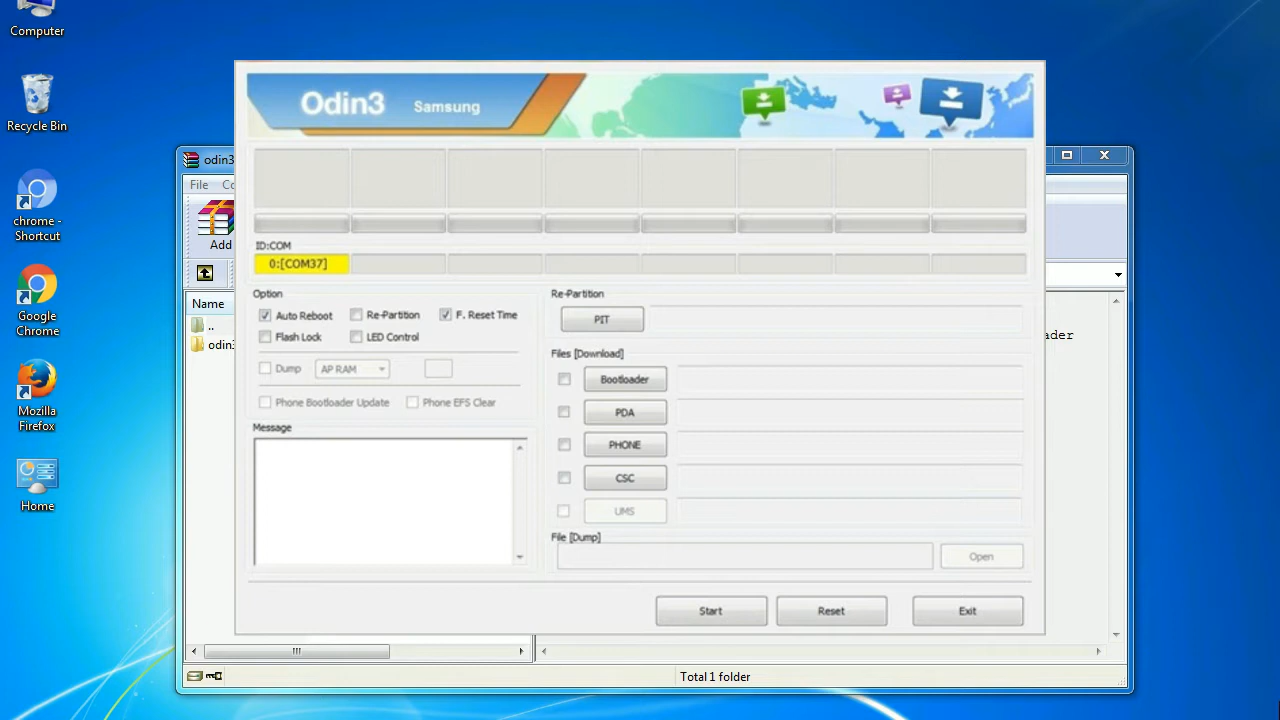 Computer
Recycle Bin
chrome -
Shortcut
Google
Chrome
Mozilla
Firefox
Home
odin3
File
Add
Name
..
odin3
Total 1 folder
Odin3 Samsung
ID:COM
0:[COM37]
Option
Auto Reboot Re-Partition F. Reset Time
Flash Lock LED Control
Dump AP RAM
Phone Bootloader Update Phone EFS Clear
Message
Re-Partition
PIT
Files [Download]
Bootloader
PDA
PHONE
CSC
UMS
File [Dump]
Open
Start Reset Exit